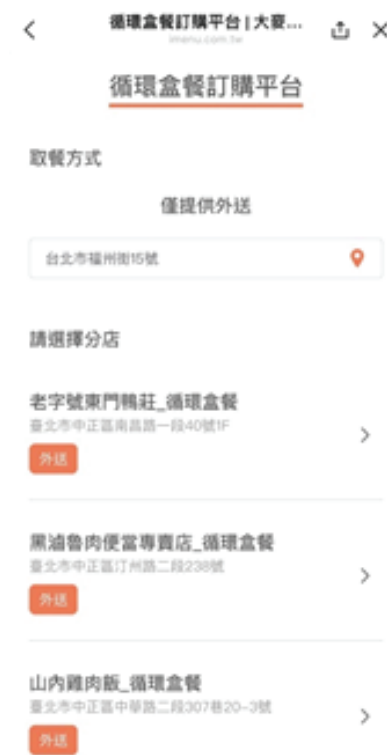 循環盒餐訂購平台 | 大麥...
imenu.com.tw
循環盒餐訂購平台
取餐方式
僅提供外送
台北市福州街15號
請選擇分店
老字號東門鴨莊_循環盒餐
臺北市中正區南昌路一段40號1F
外送
黑滷魯肉便當專賣店_循環盒餐
臺北市中正區汀州路二段238號
外送
山內雞肉飯_循環盒餐
臺北市中正區中華路二段307巷20-3號
外送